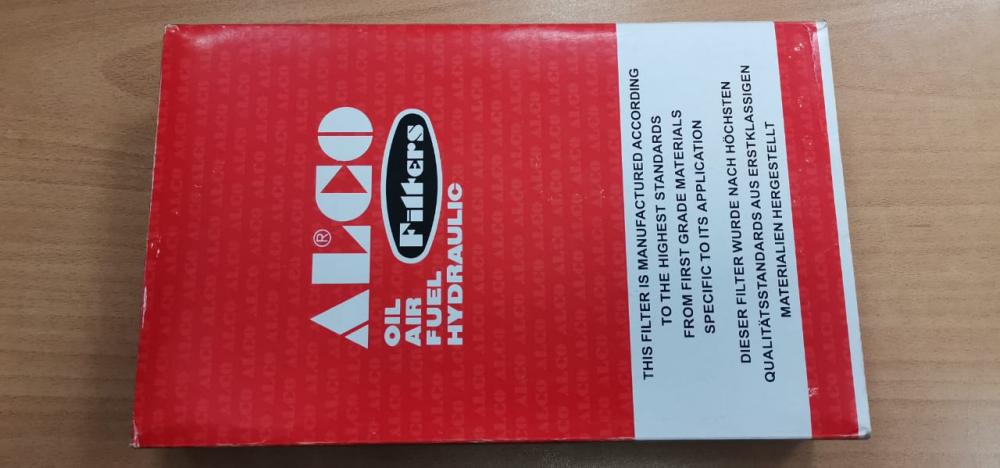 ALCO®
Filters
OIL
AIR
FUEL
HYDRAULIC
THIS FILTER IS MANUFACTURED ACCORDING
TO THE HIGHEST STANDARDS
FROM FIRST GRADE MATERIALS
SPECIFIC TO ITS APPLICATION
DIESER FILTER WURDE NACH HÖCHSTEN
QUALITÄTSSTANDARDS AUS ERSTKLASSIGEN
MATERIALIEN HERGESTELLT